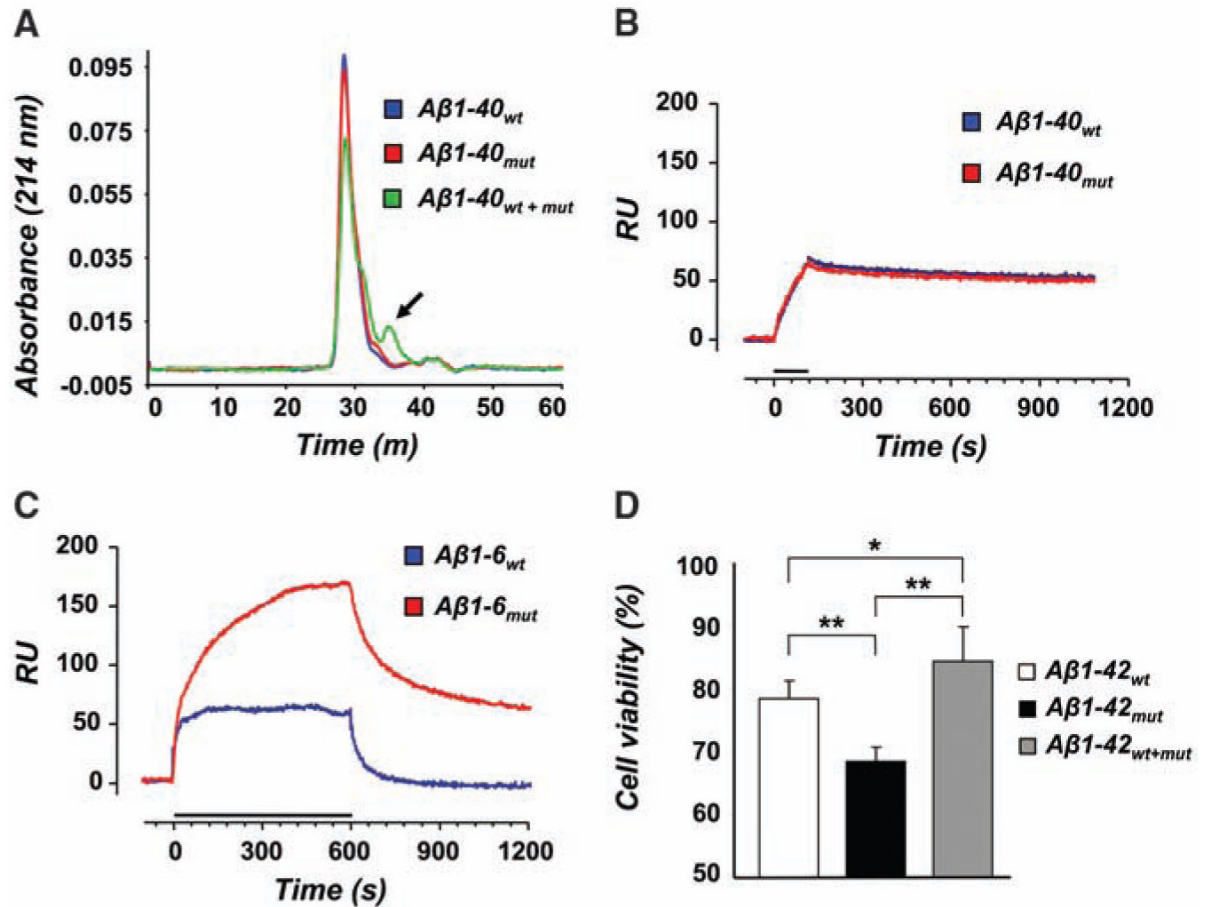 A
Absorbance (214 nm)
0.095
0.075
0.055
0.035
0.015
-0.005
Aβ1-40wt
Aβ1-40mut
Aβ1-40wt + mut
0 10 20 30 40 50 60
Time (m)
B
RU
200
150
100
50
0
Aβ1-40wt
Aβ1-40mut
0 300 600 900 1200
Time (s)
C
RU
200
150
100
50
0
Aβ1-6wt
Aβ1-6mut
0 300 600 900 1200
Time (s)
D
Cell viability (%)
100
90
80
70
60
50
*
**
**
Aβ1-42wt
Aβ1-42mut
Aβ1-42wt+mut